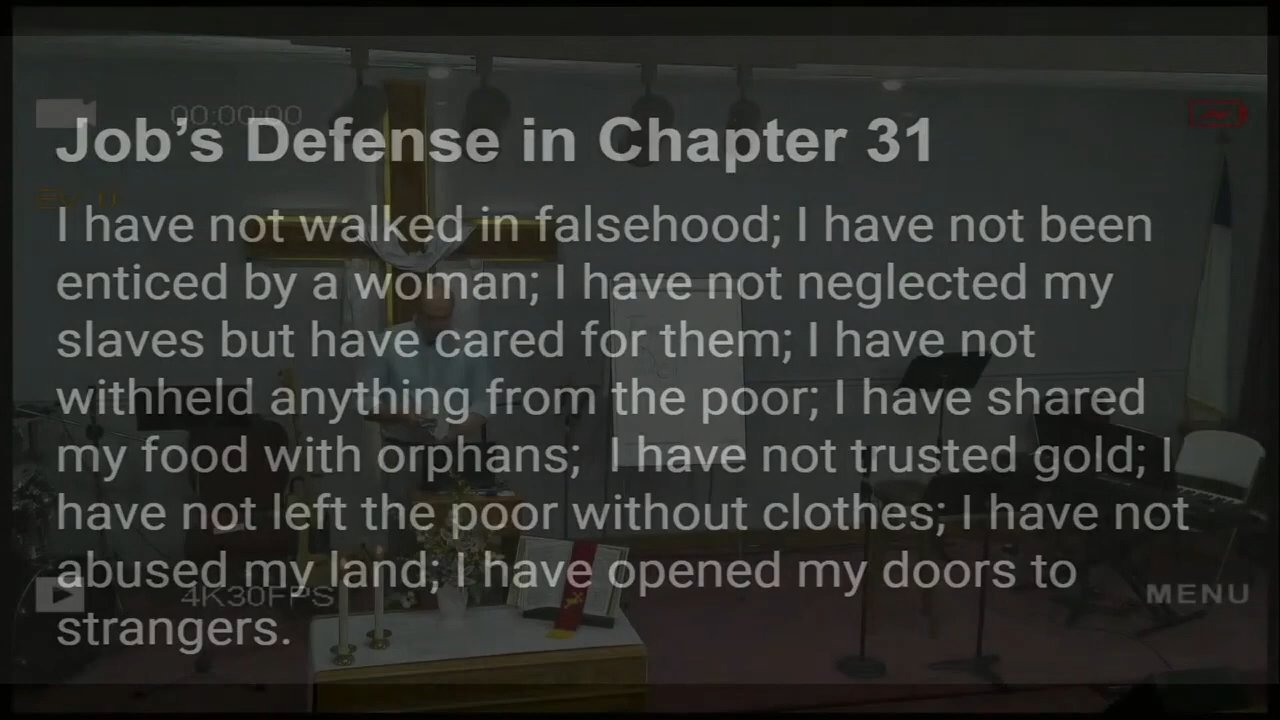 00:00:00
Job’s Defense in Chapter 31
I have not walked in falsehood; I have not been
enticed by a woman; I have not neglected my
slaves but have cared for them; I have not
withheld anything from the poor; I have shared
my food with orphans; I have not trusted gold; I
have not left the poor without clothes; I have not
abused my land; I have opened my doors to
4K30FPS
MENU
strangers.